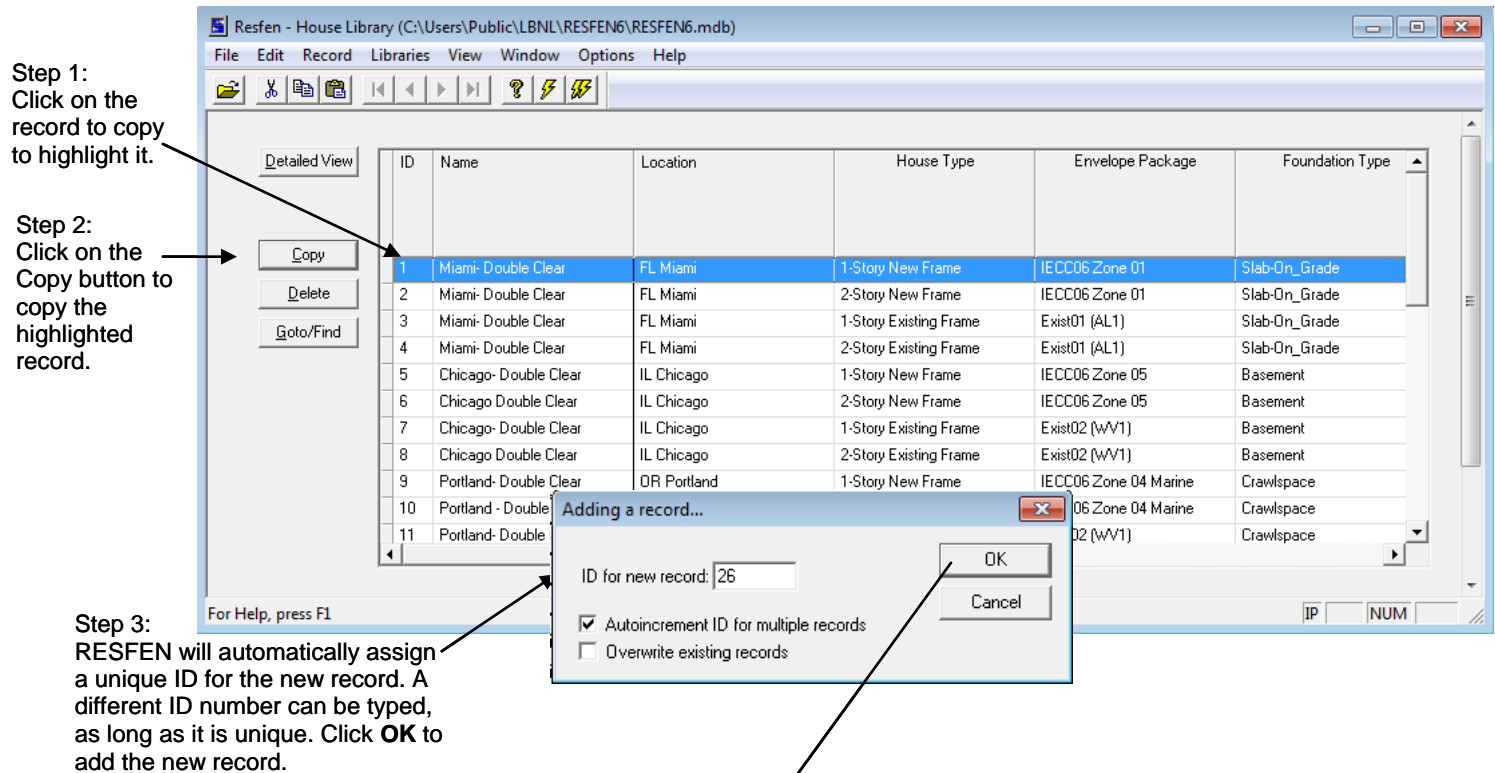 Resfen - House Library (C:\Users\Public\LBNL\RESFEN6\RESFEN6.mdb)
File Edit Record Libraries View Window Options Help
Step 1:
Click on the
record to copy
to highlight it.
Step 2:
Click on the
Copy button to
copy the
highlighted
record.
Detailed View
Copy
Delete
Goto/Find
ID Name Location House Type Envelope Package Foundation Type
1 Miami- Double Clear FL Miami 1-Story New Frame IECC06 Zone 01 Slab-On_Grade
2 Miami- Double Clear FL Miami 2-Story New Frame IECC06 Zone 01 Slab-On_Grade
3 Miami- Double Clear FL Miami 1-Story Existing Frame Exist01 (AL1) Slab-On_Grade
4 Miami- Double Clear FL Miami 2-Story Existing Frame Exist01 (AL1) Slab-On_Grade
5 Chicago- Double Clear IL Chicago 1-Story New Frame IECC06 Zone 05 Basement
6 Chicago Double Clear IL Chicago 2-Story New Frame IECC06 Zone 05 Basement
7 Chicago- Double Clear IL Chicago 1-Story Existing Frame Exist02 (WV1) Basement
8 Chicago Double Clear IL Chicago 2-Story Existing Frame Exist02 (WV1) Basement
9 Portland- Double Clear OR Portland 1-Story New Frame IECC06 Zone 04 Marine Crawlspace
10 Portland - Double 06 Zone 04 Marine Crawlspace
11 Portland- Double 02 (WV1) Crawlspace
Adding a record...
ID for new record: 26
OK
Cancel
Autoincrement ID for multiple records
Overwrite existing records
For Help, press F1
IP NUM
Step 3:
RESFEN will automatically assign
a unique ID for the new record. A
different ID number can be typed,
as long as it is unique. Click OK to
add the new record.